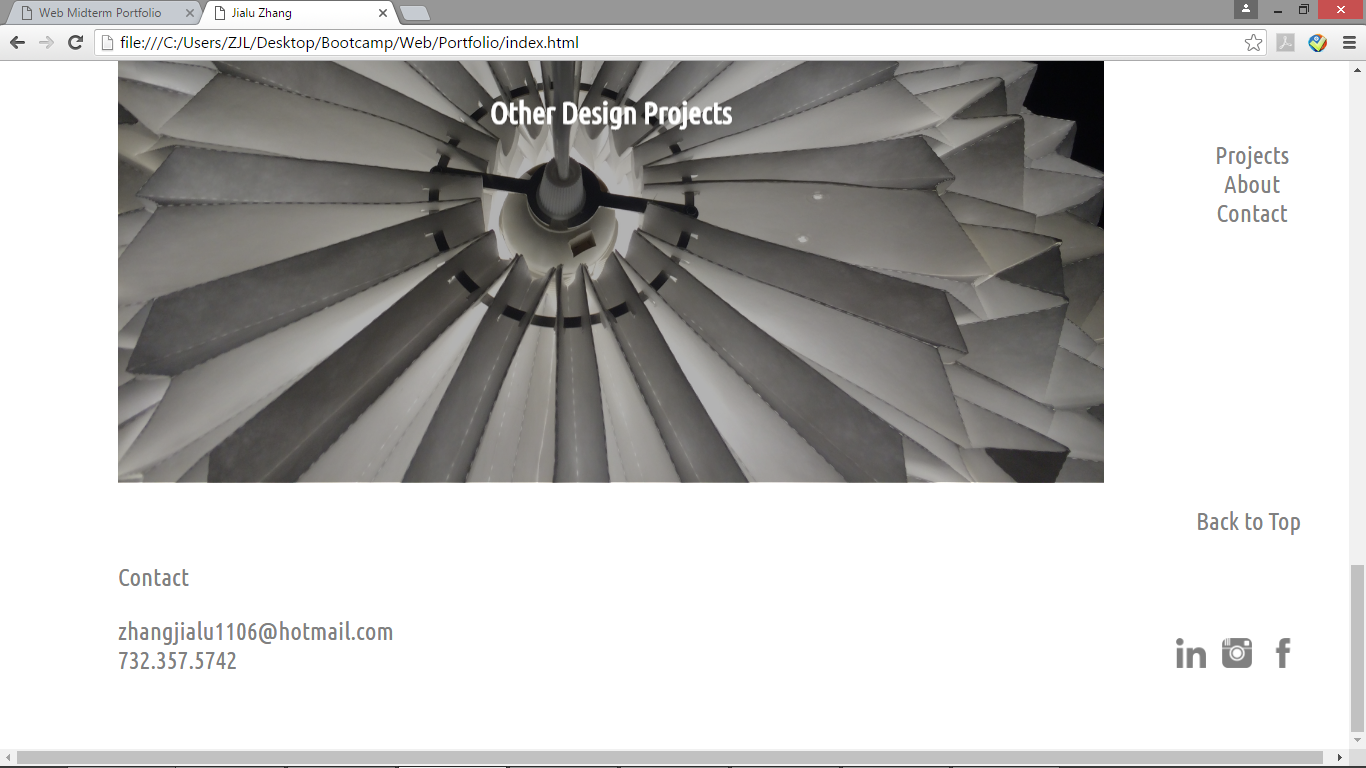 Web Midterm Portfolio
Jialu Zhang
file:///C:/Users/ZJL/Desktop/Bootcamp/Web/Portfolio/index.html
Other Design Projects
Projects
About
Contact
Back to Top
Contact
zhangjialu1106@hotmail.com
732.357.5742
in
f